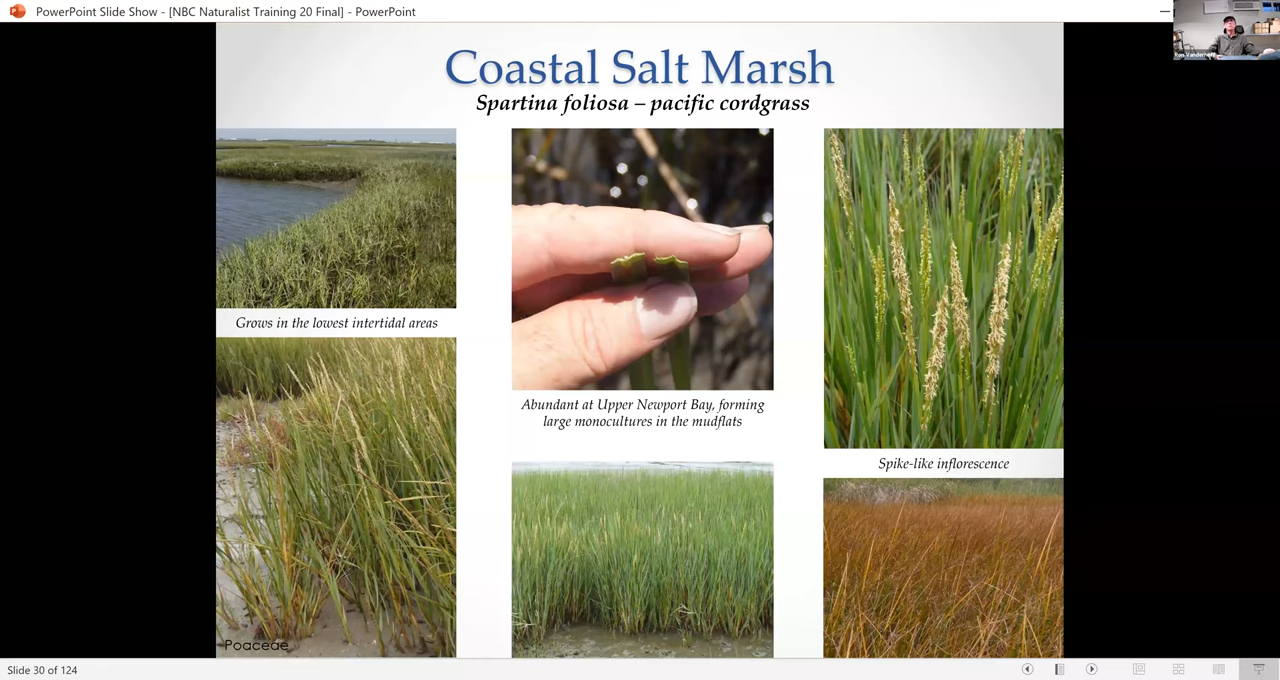 PowerPoint Slide Show - [NBC Naturalist Training 20 Final] - PowerPoint
Ron Vanderhoff
Coastal Salt Marsh
Spartina foliosa – pacific cordgrass
Grows in the lowest intertidal areas
Abundant at Upper Newport Bay, forming
large monocultures in the mudflats
Spike-like inflorescence
Poaceae
Slide 30 of 124